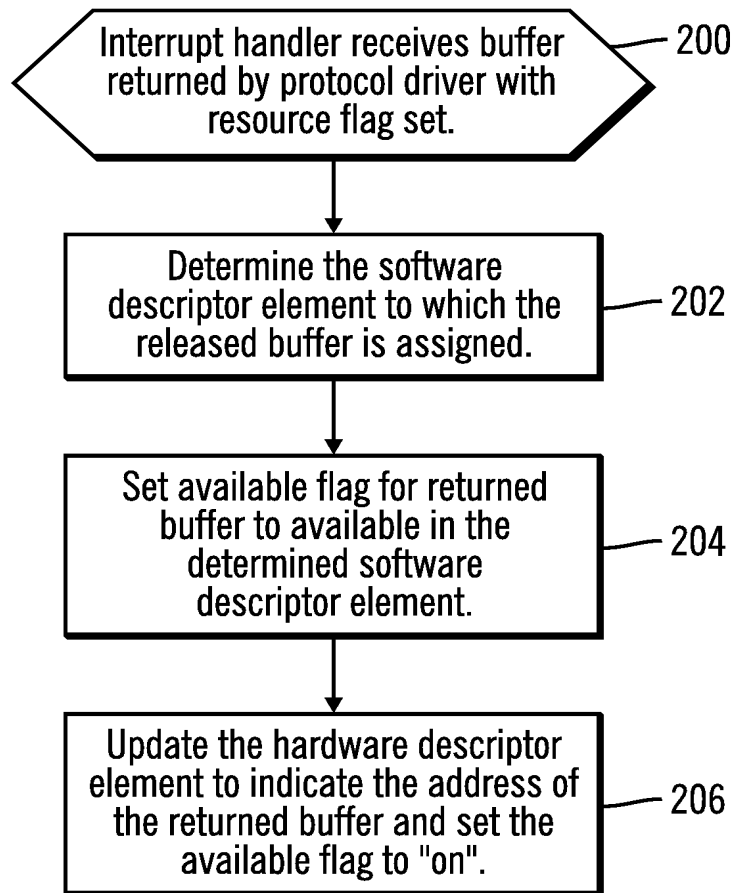 Interrupt handler receives buffer
returned by protocol driver with
resource flag set.
200
Determine the software
descriptor element to which the
released buffer is assigned.
202
Set available flag for returned
buffer to available in the
determined software
descriptor element.
204
Update the hardware descriptor
element to indicate the address of
the returned buffer and set the
available flag to "on".
206